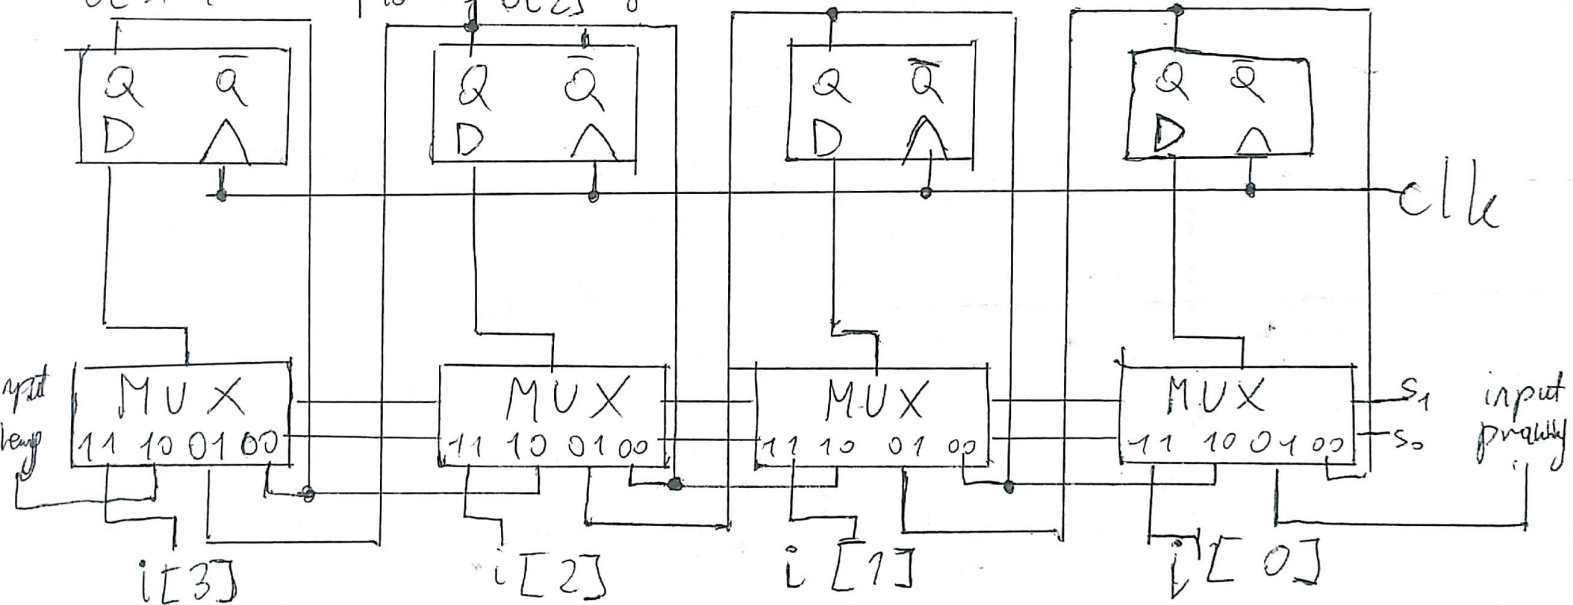 Q Q̅ Q Q̅ Q Q̅ Q Q̅
D D D D
clk
MUX MUX MUX MUX S₁ input
11 10 01 00 11 10 01 00 11 10 01 00 11 10 01 00 S₀
i[3] i[2] i[1] i[0]